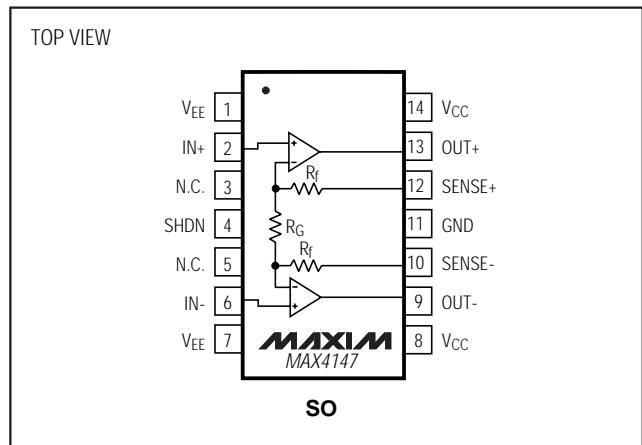 TOP VIEW
VEE 1 14 VCC
IN+ 2 13 OUT+
Rf
N.C. 3 12 SENSE+
SHDN 4 RG 11 GND
Rf
N.C. 5 10 SENSE-
IN- 6 9 OUT-
VEE 7 MAXIM 8 VCC
MAX4147
SO